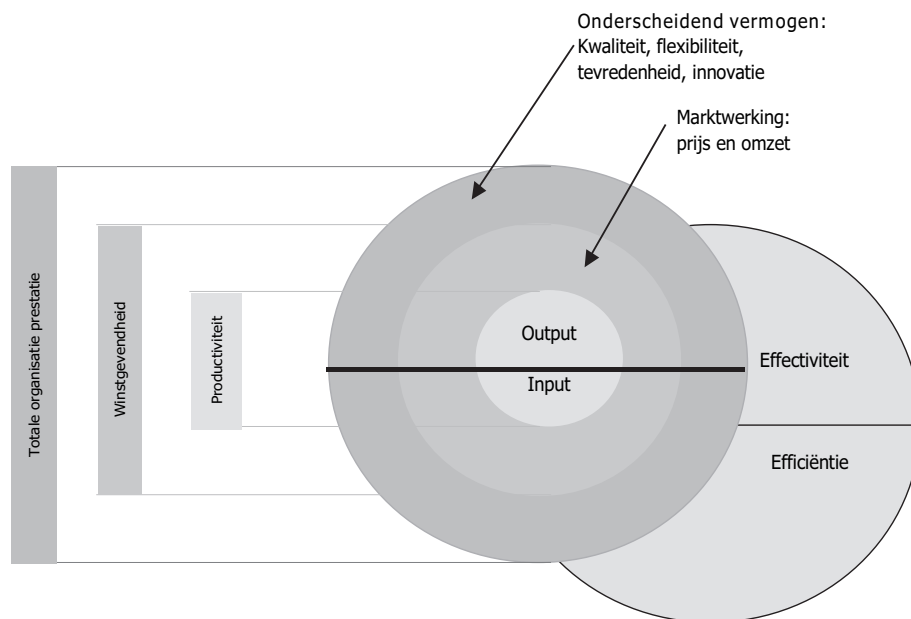 Onderscheidend vermogen:
Kwaliteit, flexibiliteit,
tevredenheid, innovatie
Marktwerking:
prijs en omzet
Totale organisatie prestatie
Winstgevendheid
Productiviteit
Output
Input
Effectiviteit
Efficiëntie